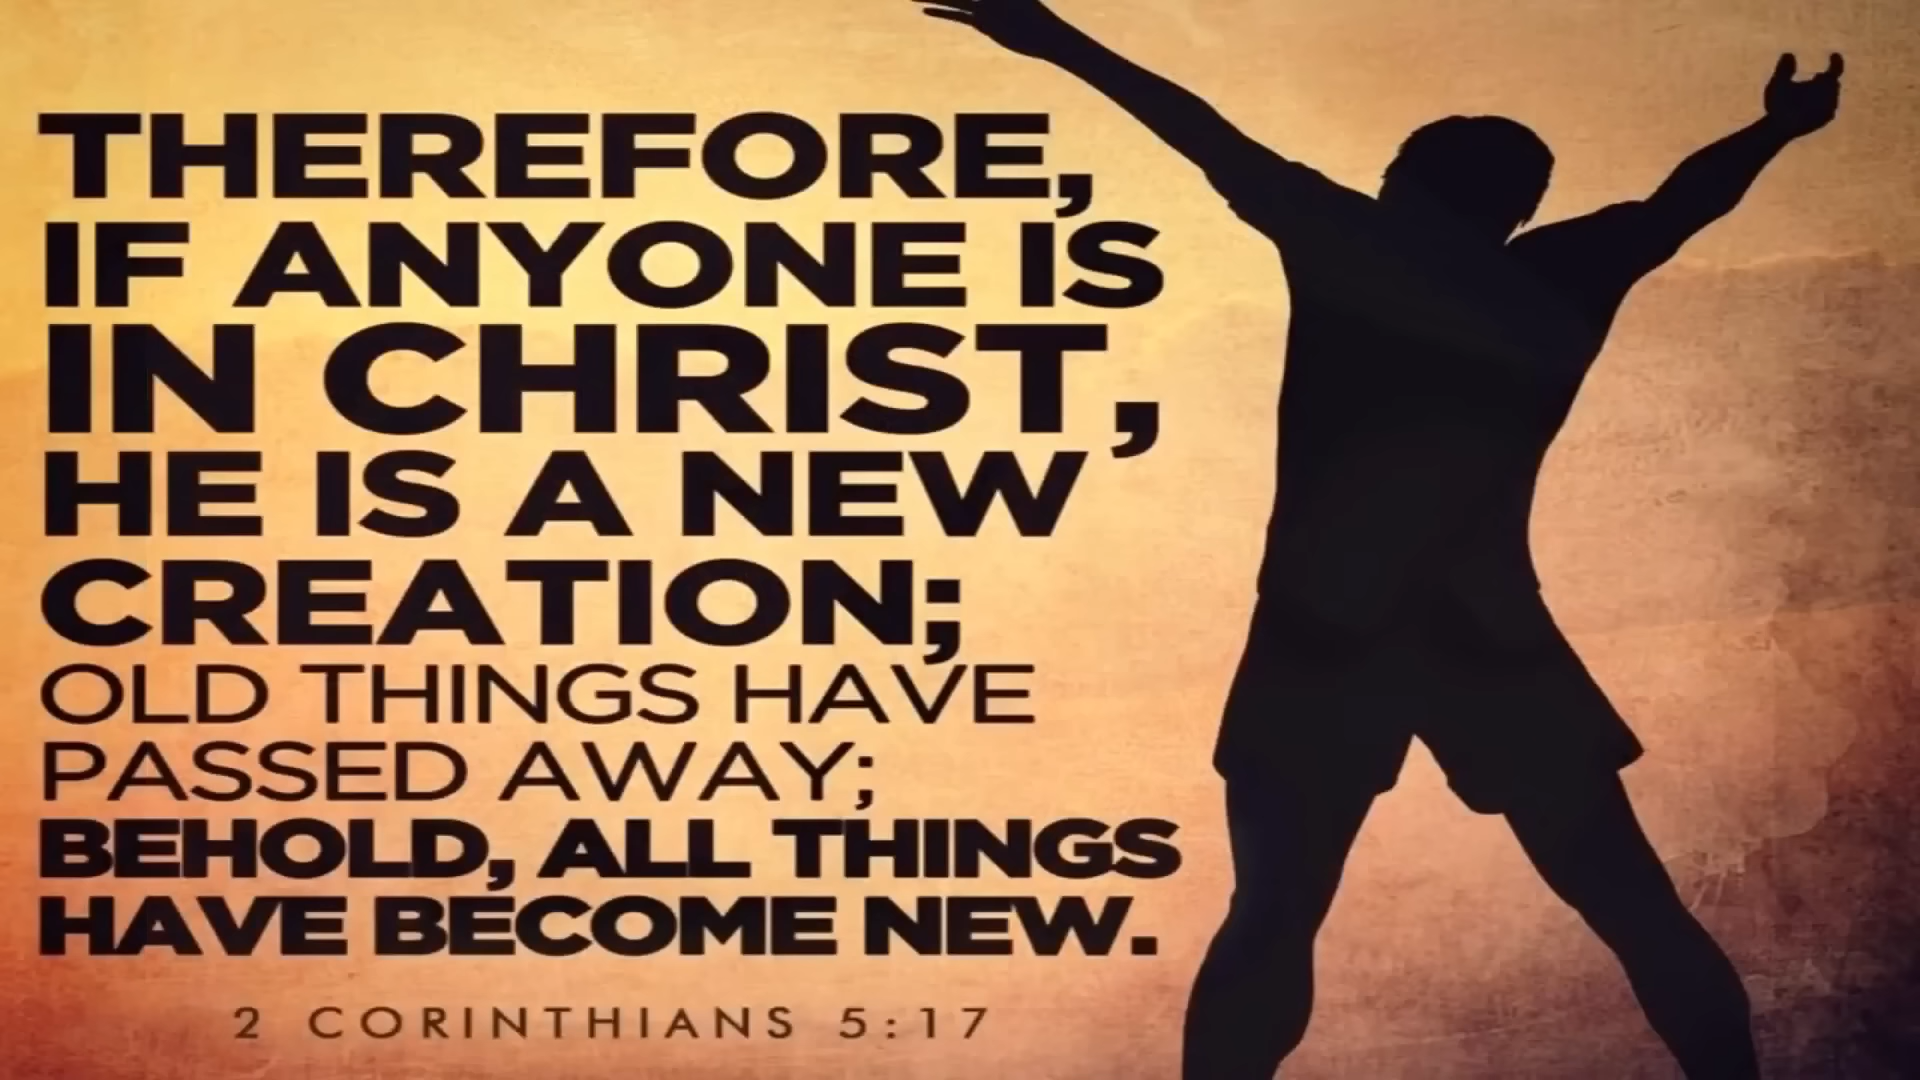 THEREFORE,
IF ANYONE IS
IN CHRIST,
HE IS A NEW
CREATION;
OLD THINGS HAVE
PASSED AWAY;
BEHOLD, ALL THINGS
HAVE BECOME NEW.
2 CORINTHIANS 5:17